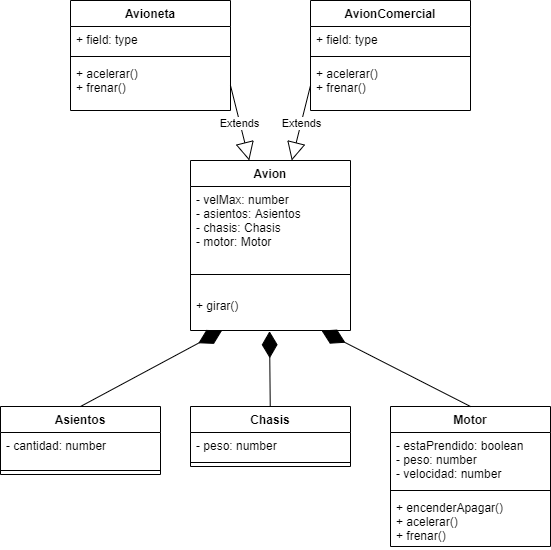 Avioneta
+ field: type
+ acelerar()
+ frenar()
AvionComercial
+ field: type
+ acelerar()
+ frenar()
Extends
Extends
Avion
- velMax: number
- asientos: Asientos
- chasis: Chasis
- motor: Motor
+ girar()
Asientos
- cantidad: number
Chasis
- peso: number
Motor
- estaPrendido: boolean
- peso: number
- velocidad: number
+ encenderApagar()
+ acelerar()
+ frenar()